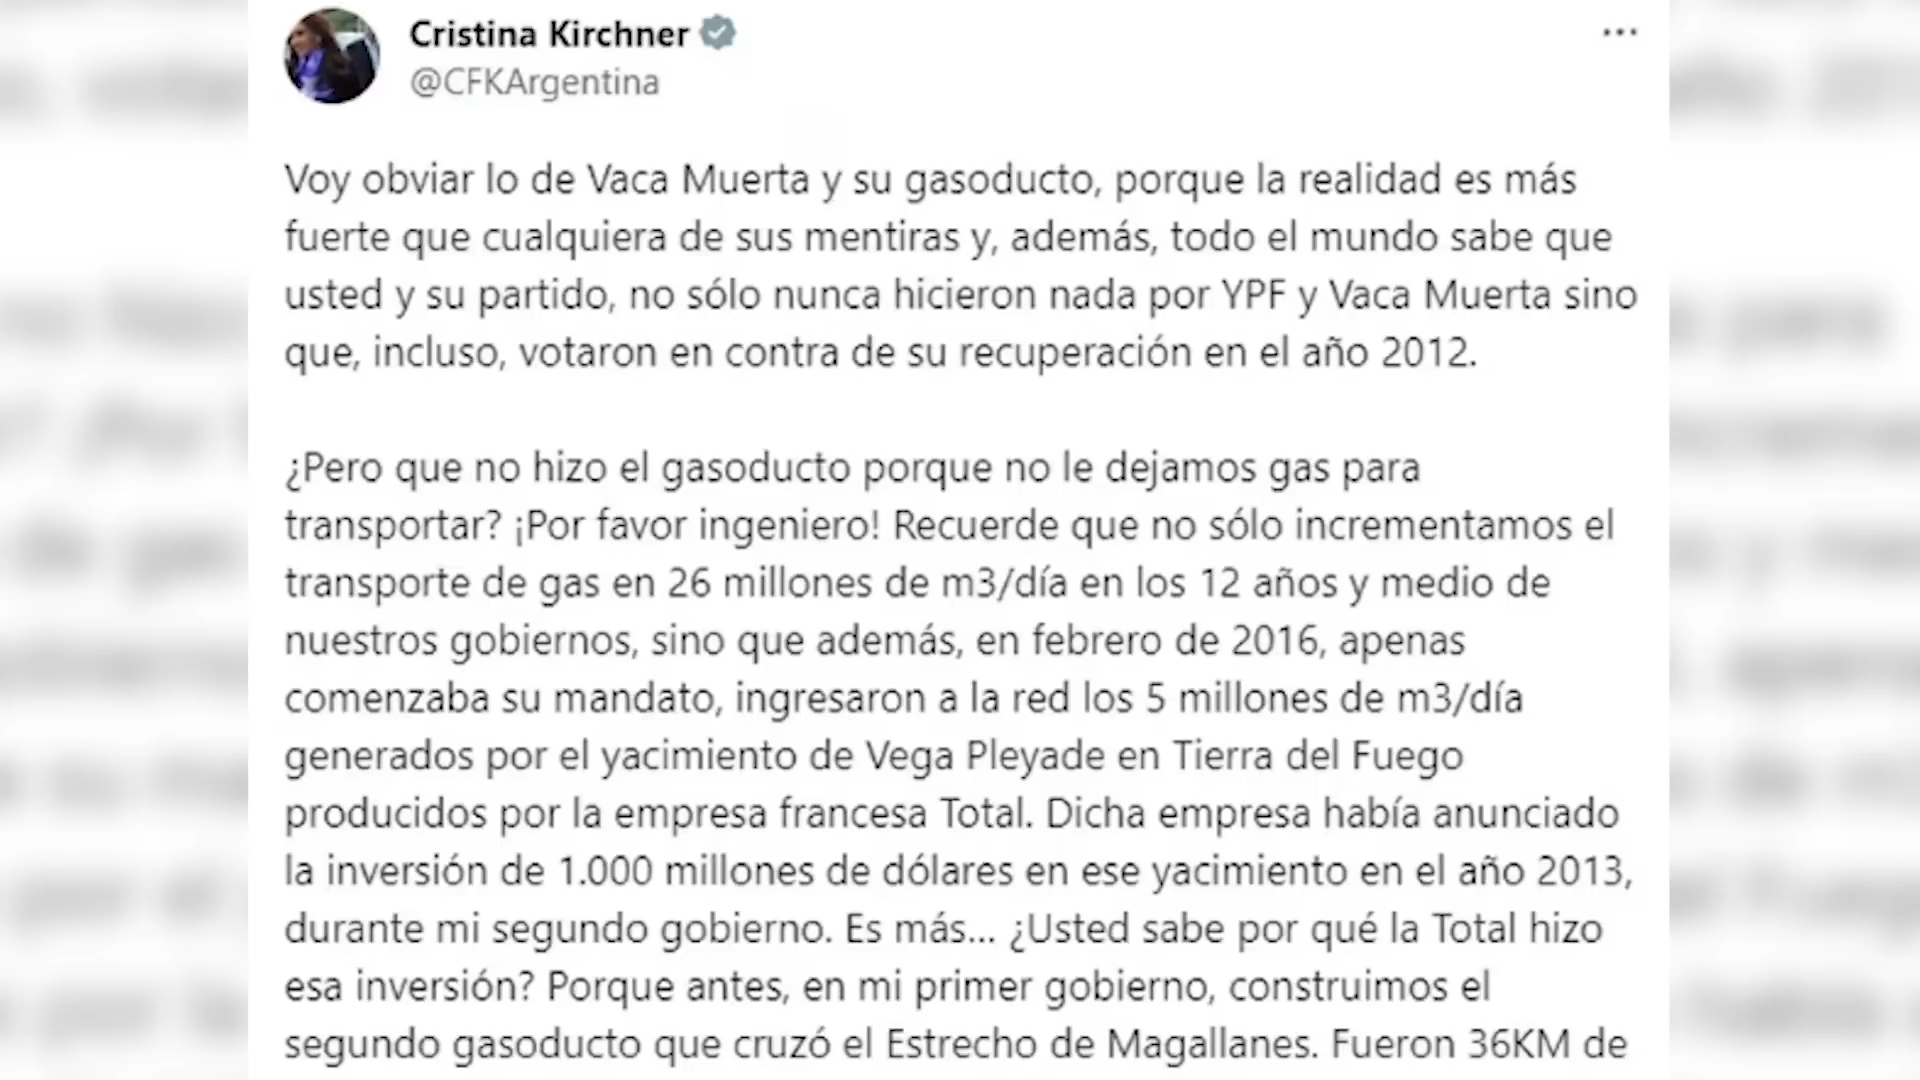 Cristina Kirchner
@CFKArgentina
Voy obviar lo de Vaca Muerta y su gasoducto, porque la realidad es más
fuerte que cualquiera de sus mentiras y, además, todo el mundo sabe que
usted y su partido, no sólo nunca hicieron nada por YPF y Vaca Muerta sino
que, incluso, votaron en contra de su recuperación en el año 2012.
¿Pero que no hizo el gasoducto porque no le dejamos gas para
transportar? ¡Por favor ingeniero! Recuerde que no sólo incrementamos el
transporte de gas en 26 millones de m3/día en los 12 años y medio de
nuestros gobiernos, sino que además, en febrero de 2016, apenas
comenzaba su mandato, ingresaron a la red los 5 millones de m3/día
generados por el yacimiento de Vega Pleyade en Tierra del Fuego
producidos por la empresa francesa Total. Dicha empresa había anunciado
la inversión de 1.000 millones de dólares en ese yacimiento en el año 2013,
durante mi segundo gobierno. Es más... ¿Usted sabe por qué la Total hizo
esa inversión? Porque antes, en mi primer gobierno, construimos el
segundo gasoducto que cruzó el Estrecho de Magallanes. Fueron 36KM de